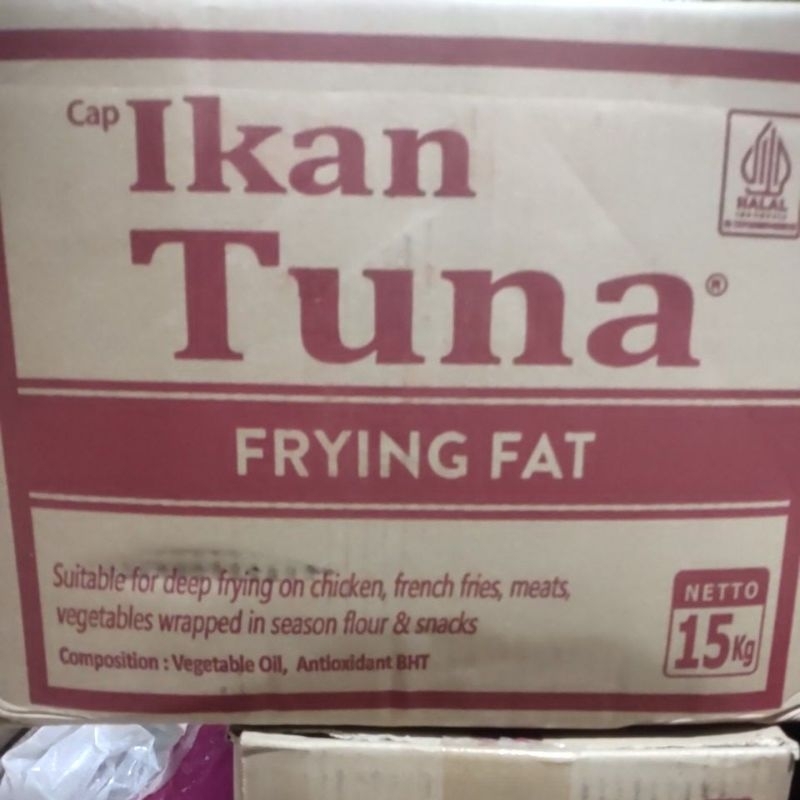 Cap Ikan
Tuna®
HALAL
INDONESIA
FRYING FAT
Suitable for deep frying on chicken, french fries, meats,
vegetables wrapped in season flour & snacks
Composition : Vegetable Oil, Antioxidant BHT
NETTO
15Kg